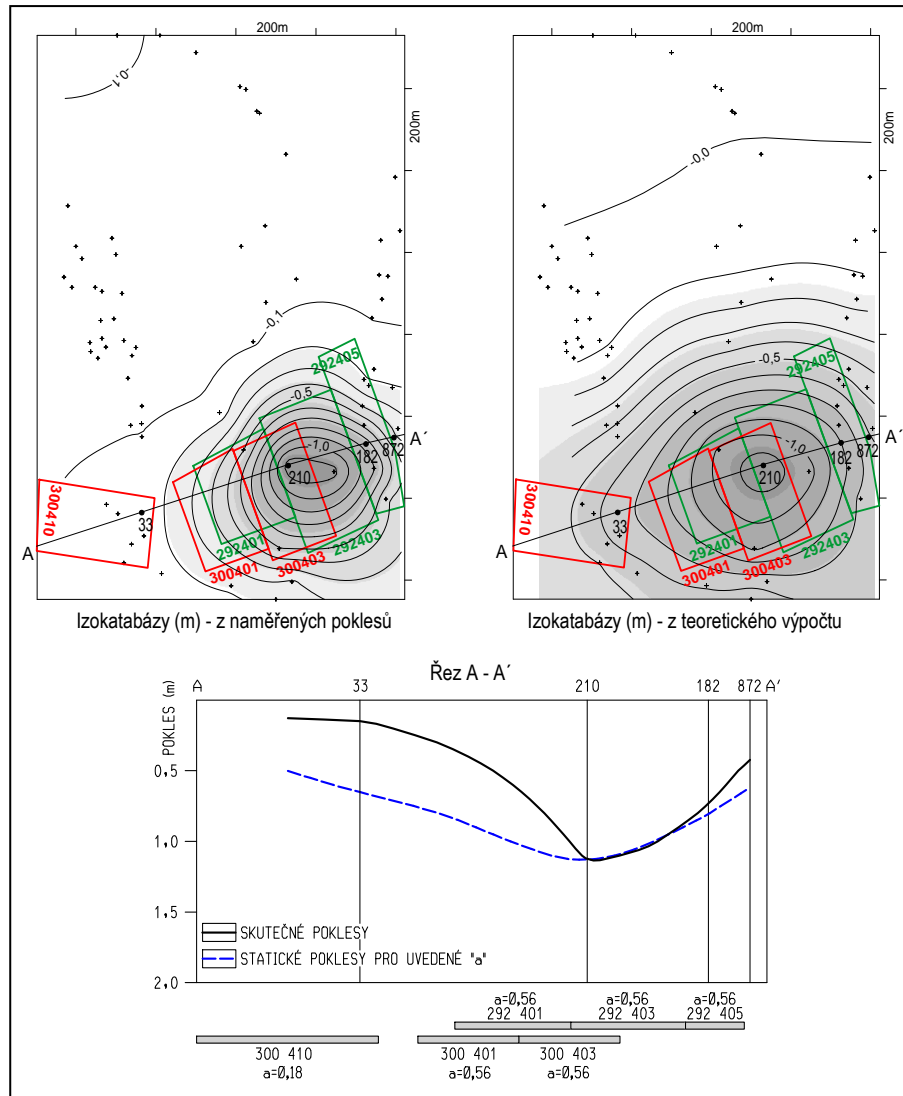 200m
200m
-0,1
-0,1
-0,5
-1,0
292405
A´
872
182
210
300410
33
A
292401
300401
300403
292403
Izokatabázy (m) - z naměřených poklesů
200m
200m
-0,0
-0,5
-1,0
292405
A´
872
182
210
300410
33
A
292401
300401
300403
292403
Izokatabázy (m) - z teoretického výpočtu
Řez A - A´
A 33 210 182 872 A'
POKLES (m)
0,5
1,0
1,5
2,0
SKUTEČNÉ POKLESY
STATICKÉ POKLESY PRO UVEDENÉ "a"
a=0,56 a=0,56 a=0,56
292 401 292 403 292 405
300 410 300 401 300 403
a=0,18 a=0,56 a=0,56